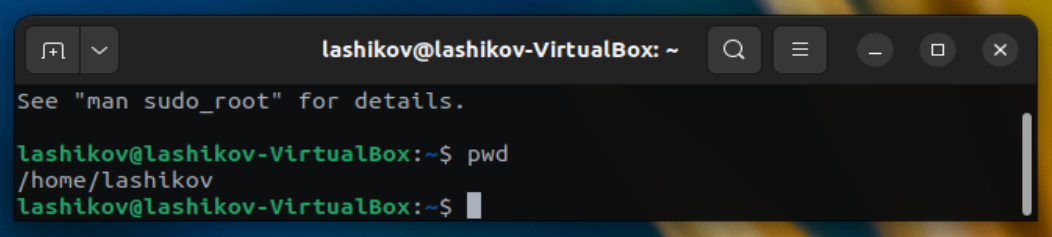 lashikov@lashikov-VirtualBox: ~
See "man sudo_root" for details.
lashikov@lashikov-VirtualBox:~$ pwd
/home/lashikov
lashikov@lashikov-VirtualBox:~$